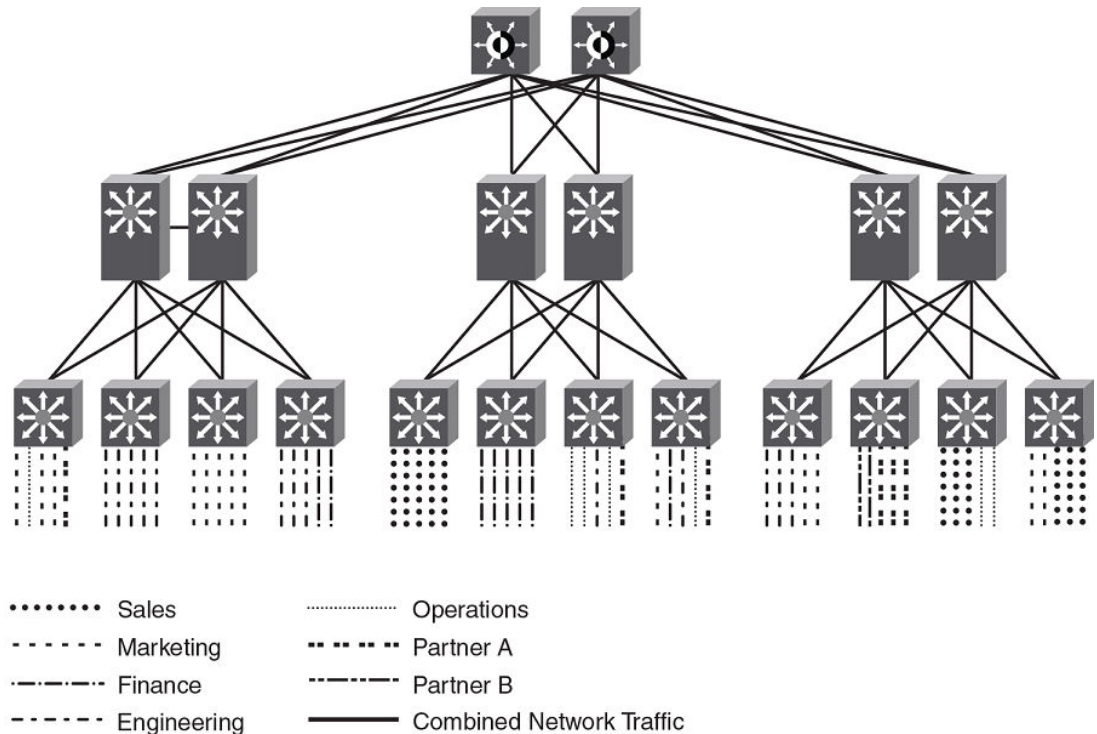 Sales
Marketing
Finance
Engineering
Operations
Partner A
Partner B
Combined Network Traffic